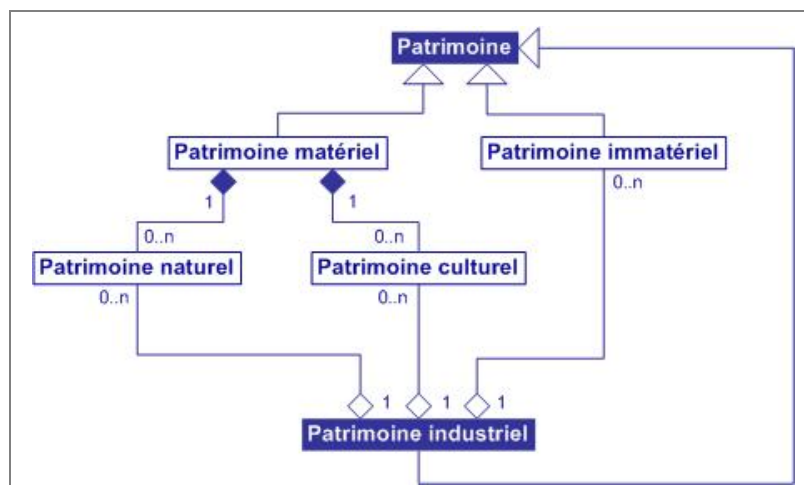 Patrimoine
Patrimoine matériel
Patrimoine immatériel
1
1
0..n
0..n
0..n
Patrimoine naturel
Patrimoine culturel
0..n
0..n
1
1
1
Patrimoine industriel